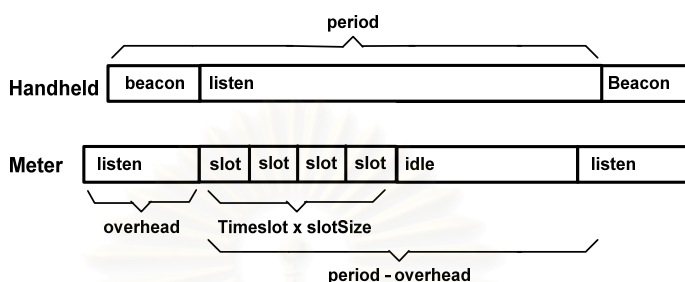 period
Handheld beacon listen Beacon
Meter listen slot slot slot slot idle listen
overhead Timeslot x slotSize
period - overhead